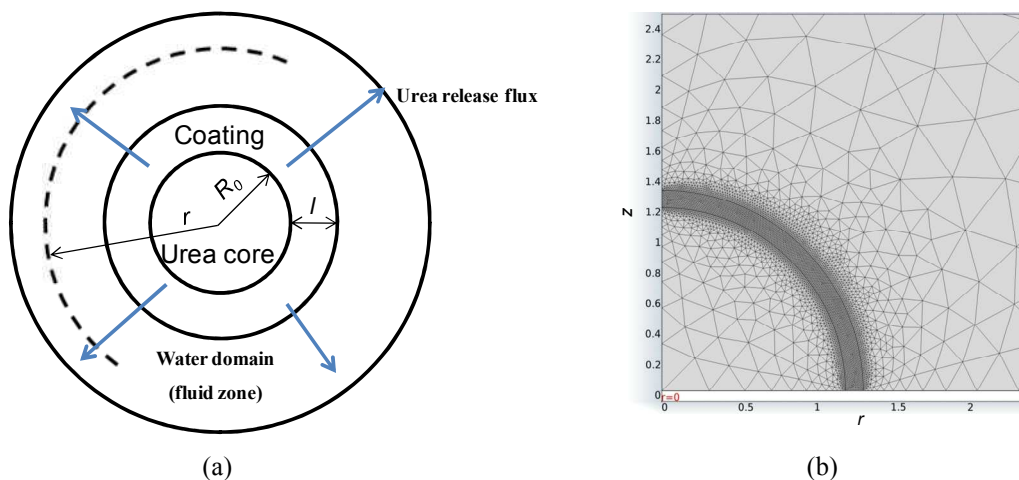 Coating
Urea release flux
R0
r
l
Urea core
Water domain
(fluid zone)
(a)
2.4
2.2
2
1.8
1.6
1.4
z
1.2
1
0.8
0.6
0.4
0.2
0
r=0
0
0.5
1
1.5
2
r
(b)